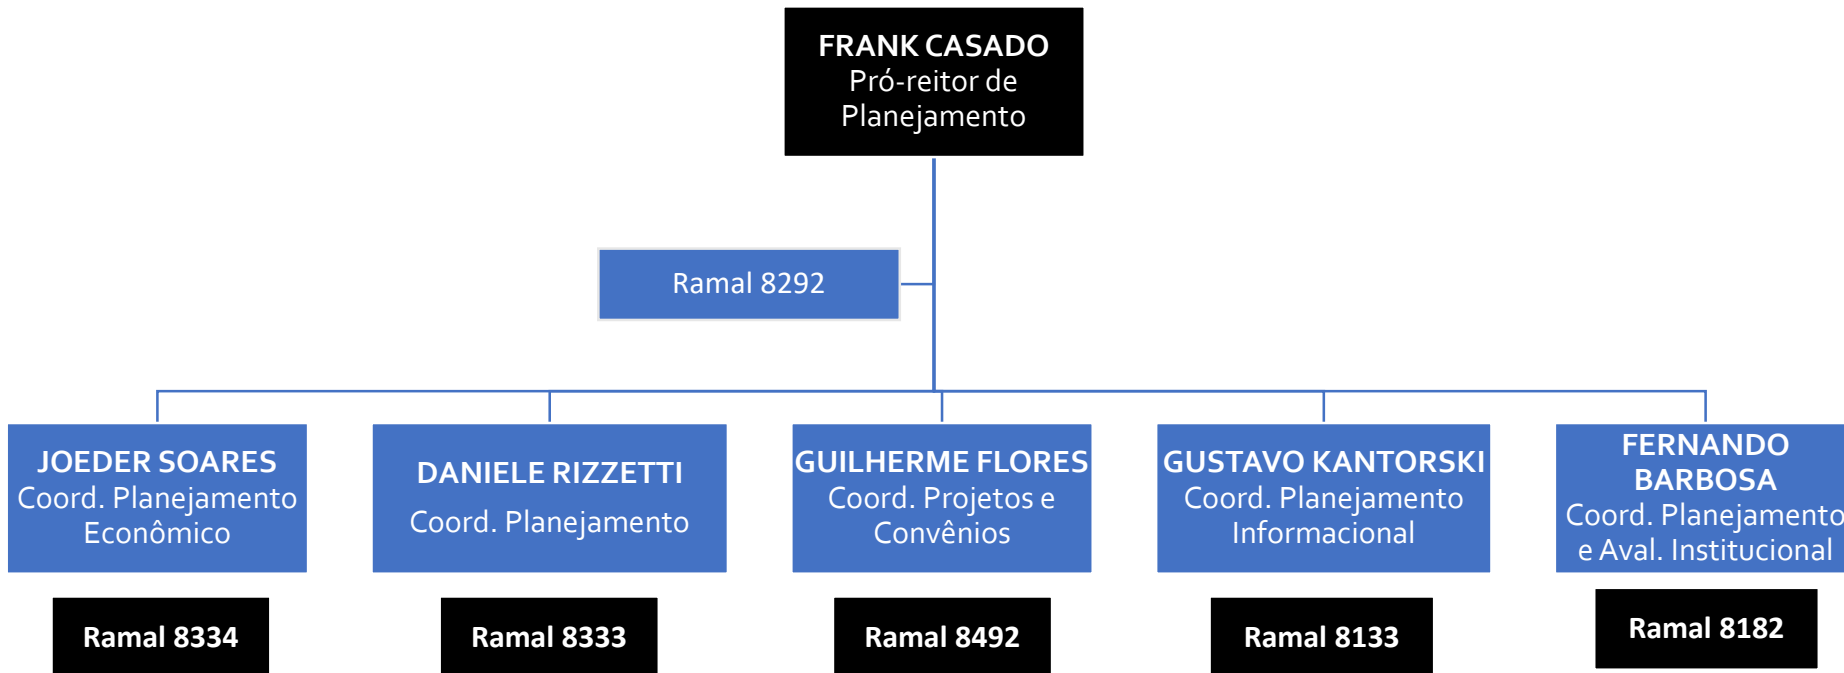 FRANK CASADO
Pró-reitor de
Planejamento
Ramal 8292
JOEDER SOARES
Coord. Planejamento
Econômico
Ramal 8334
DANIELE RIZZETTI
Coord. Planejamento
Ramal 8333
GUILHERME FLORES
Coord. Projetos e
Convênios
Ramal 8492
GUSTAVO KANTORSKI
Coord. Planejamento
Informacional
Ramal 8133
FERNANDO
BARBOSA
Coord. Planejamento
e Aval. Institucional
Ramal 8182